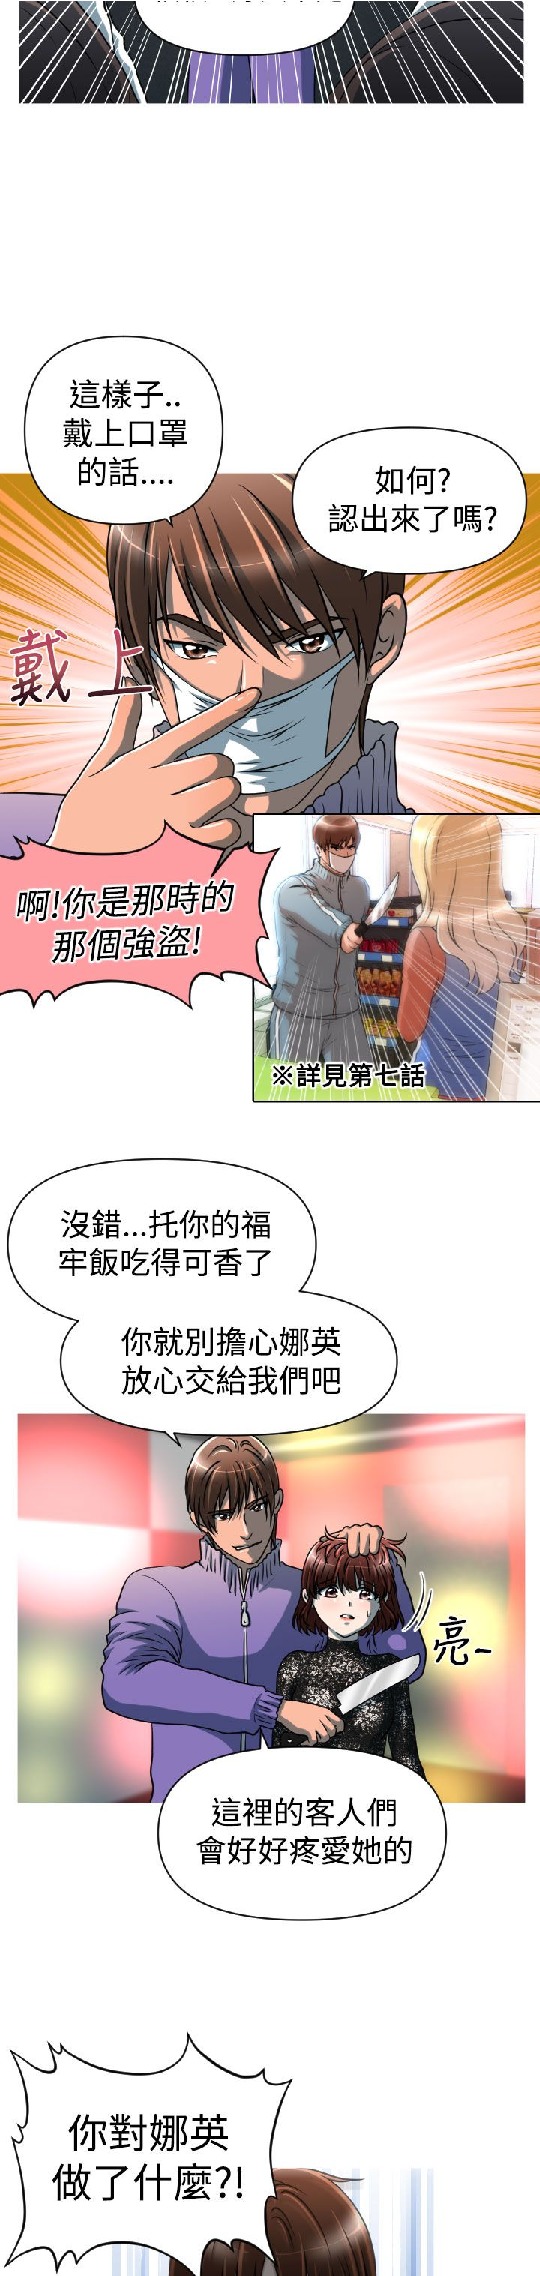 這樣子..
戴上口罩
的話....
如何?
認出來了嗎?
戴上
啊!你是那時的
那個強盜!
※詳見第七話
沒錯...托你的福
牢飯吃得可香了
你就別擔心娜英
放心交給我們吧
亮~
這裡的客人們
會好好疼愛她的
你對娜英
做了什麼?!